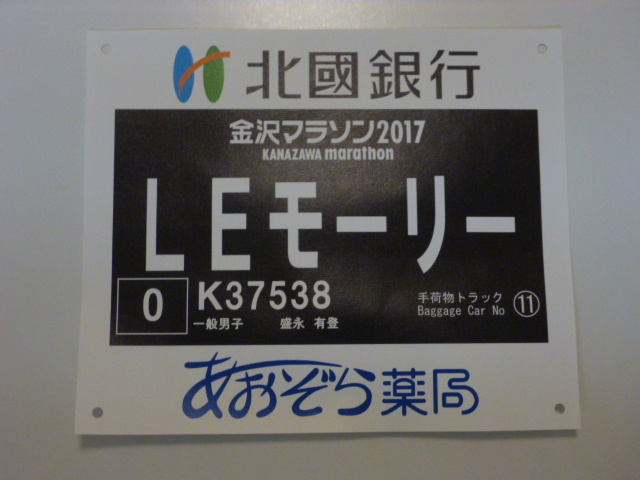 北國銀行
金沢マラソン2017
KANAZAWA marathon
LEモーリー
0
K37538
一般男子 盛永 有登
手荷物トラック
Baggage Car No
⑪
あおぞら薬局